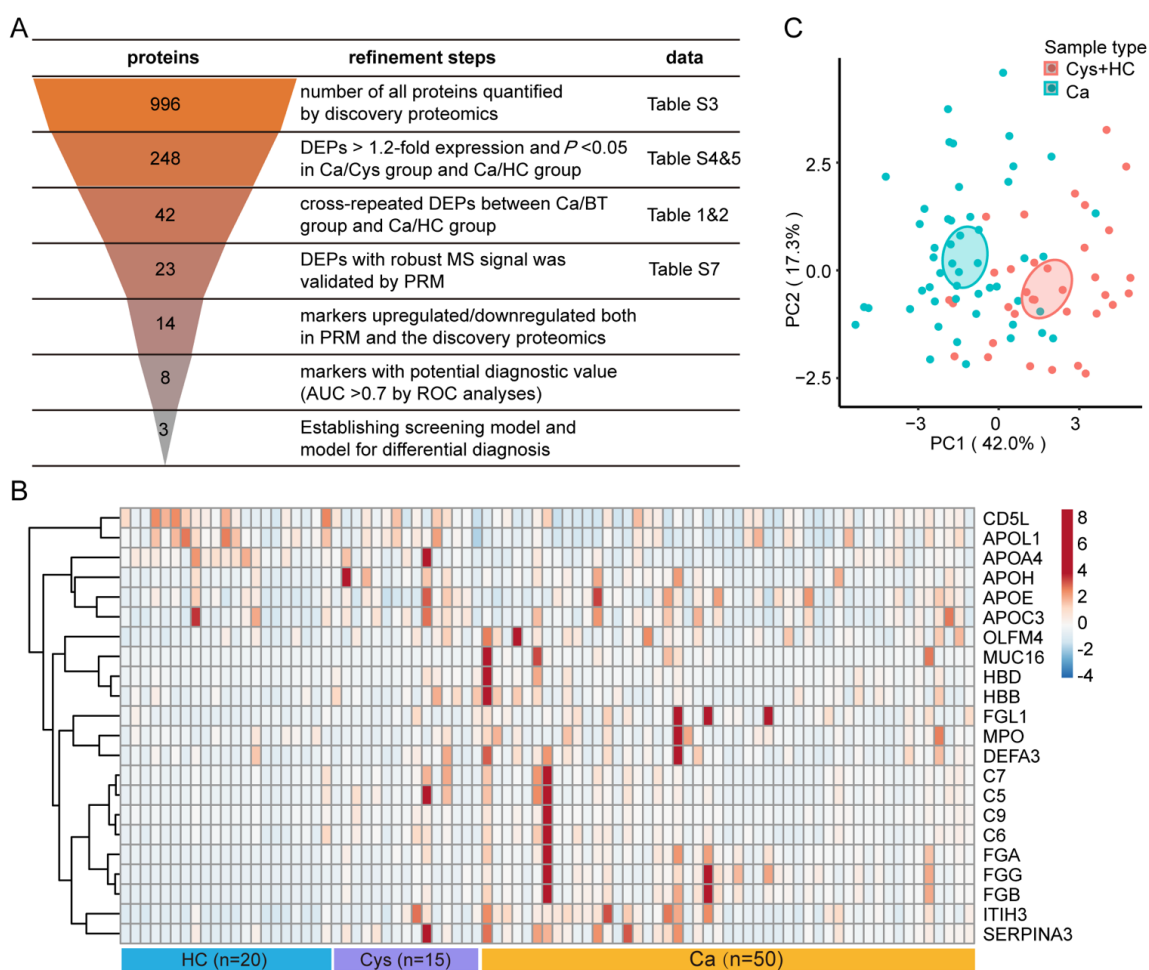 A
proteins refinement steps data
996 number of all proteins quantified by discovery proteomics Table S3
248 DEPs > 1.2-fold expression and P <0.05 in Ca/Cys group and Ca/HC group Table S4&5
42 cross-repeated DEPs between Ca/BT group and Ca/HC group Table 1&2
23 DEPs with robust MS signal was validated by PRM Table S7
14 markers upregulated/downregulated both in PRM and the discovery proteomics
8 markers with potential diagnostic value (AUC >0.7 by ROC analyses)
3 Establishing screening model and model for differential diagnosis
C
Sample type
Cys+HC
Ca
PC2 ( 17.3% )
2.5
0.0
−2.5
−3 0 3
PC1 ( 42.0% )
B
CD5L
APOL1
APOA4
APOH
APOE
APOC3
OLFM4
MUC16
HBD
HBB
FGL1
MPO
DEFA3
C7
C5
C9
C6
FGA
FGG
FGB
ITIH3
SERPINA3
8
6
4
2
0
-2
-4
HC (n=20) Cys (n=15) Ca (n=50)